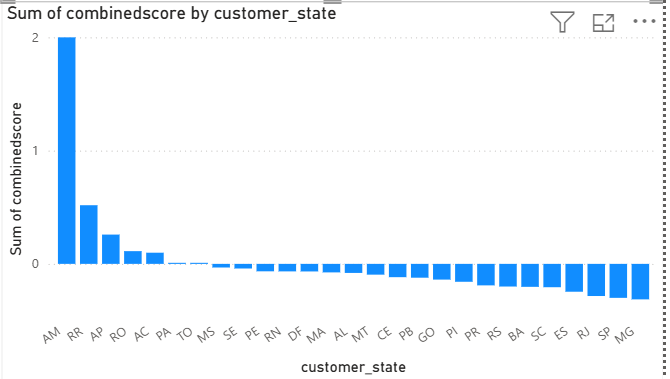 Sum of combinedscore by customer_state
Sum of combinedscore
2
1
0
AM RR AP RO AC PA TO MS SE PE RN DF MA AL MT CE PB GO PI PR RS BA SC ES RJ SP MG
customer_state